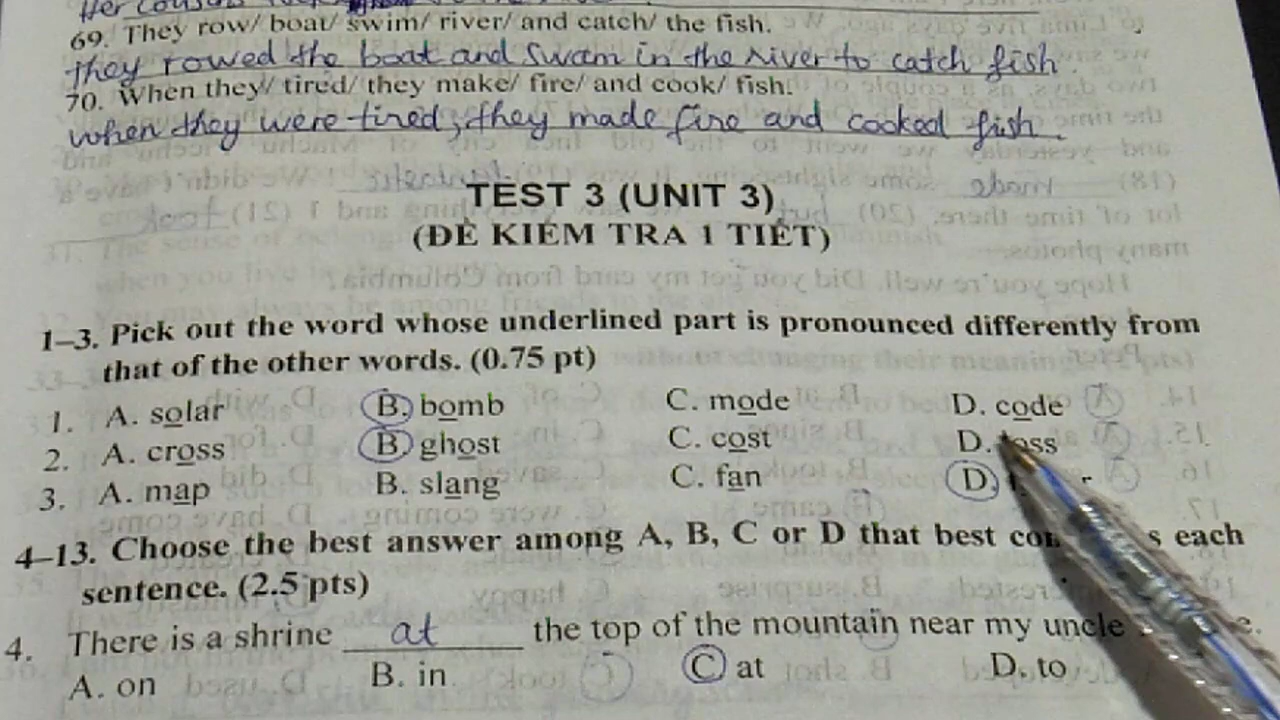 Her cousins
69. They row/ boat/ swim/ river/ and catch/ the fish.
they rowed the boat and swam in the river to catch fish.
70. When they/ tired/ they make/ fire/ and cook/ fish.
when they were tired, they made fire and cooked fish.
TEST 3 (UNIT 3)
(ĐỀ KIỂM TRA 1 TIẾT)
1–3. Pick out the word whose underlined part is pronounced differently from
that of the other words. (0.75 pt)
1. A. solar B. bomb C. mode D. code
2. A. cross B. ghost C. cost D.
3. A. map B. slang C. fan D.
4–13. Choose the best answer among A, B, C or D that best each
sentence. (2.5 pts)
4. There is a shrine at the top of the mountain near my uncle
A. on B. in C at D. to